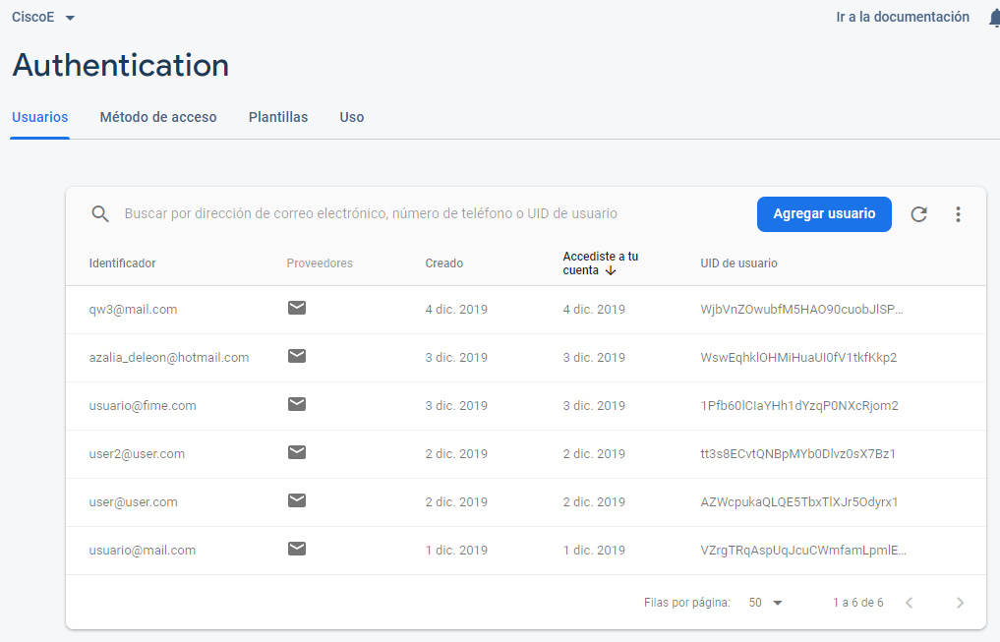 CiscoE
Ir a la documentación
Authentication
Usuarios Método de acceso Plantillas Uso
Buscar por dirección de correo electrónico, número de teléfono o UID de usuario
Agregar usuario
Identificador Proveedores Creado Accediste a tu cuenta UID de usuario
qw3@mail.com 4 dic. 2019 4 dic. 2019 WjbVnZOwubfM5HAO90cuobJlSP...
azalia_deleon@hotmail.com 3 dic. 2019 3 dic. 2019 WswEqhklOHMiHuaUI0fV1tkfKkp2
usuario@fime.com 3 dic. 2019 3 dic. 2019 1Pfb60lCIaYHh1dYzqP0NXcRjom2
user2@user.com 2 dic. 2019 2 dic. 2019 tt3s8ECvtQNBpMYb0Dlvz0sX7Bz1
user@user.com 2 dic. 2019 2 dic. 2019 AZWcpukaQLQE5TbxTlXJr5Odyrx1
usuario@mail.com 1 dic. 2019 1 dic. 2019 VZrgTRqAspUqJcuCWmfamLpmlE...
Filas por página: 50 1 a 6 de 6